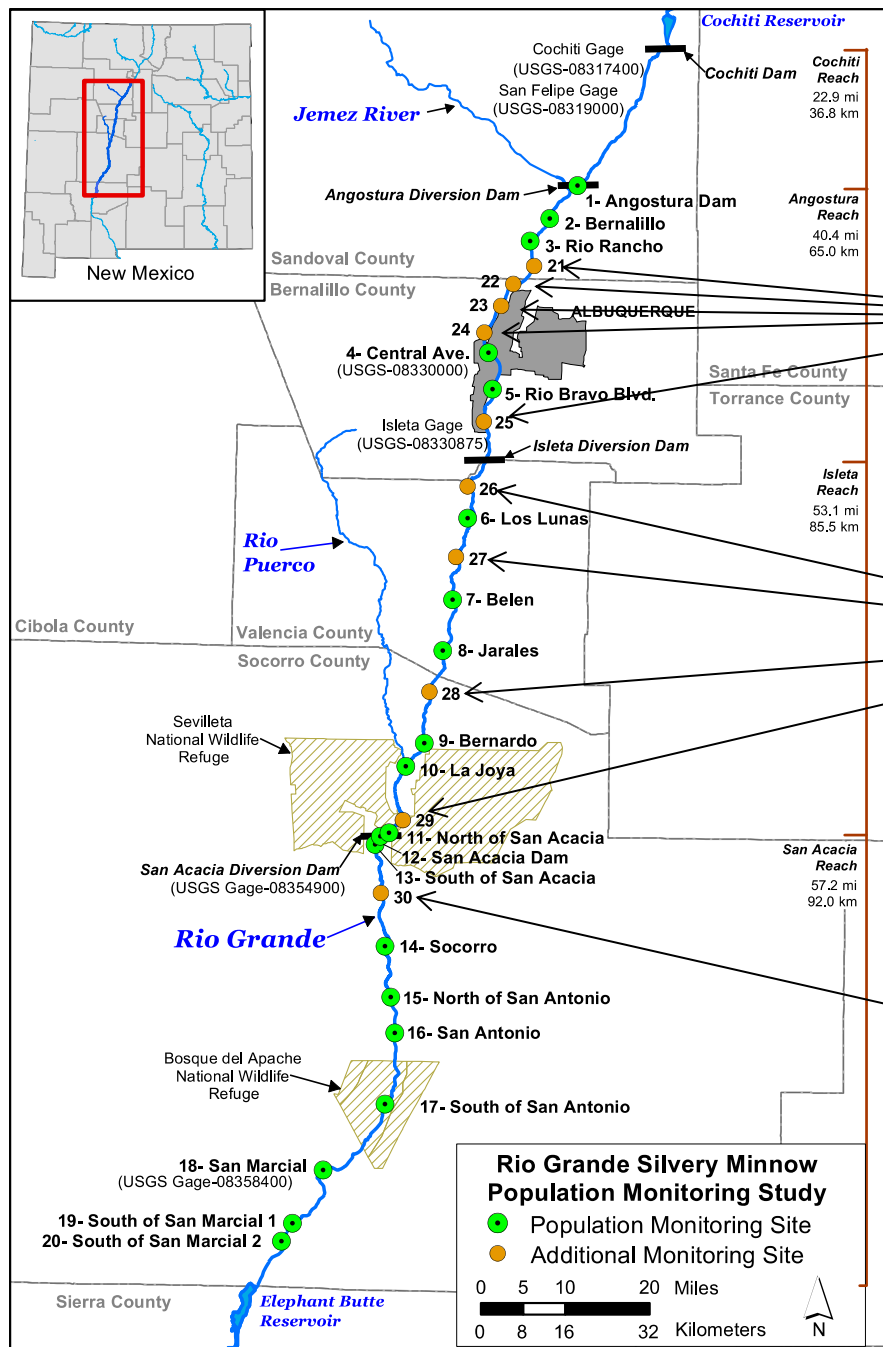 Cochiti Reservoir
Cochiti Gage
(USGS-08317400)
San Felipe Gage
(USGS-08319000)
Cochiti Dam
Cochiti
Reach
22.9 mi
36.8 km
Jemez River
Angostura Diversion Dam
1- Angostura Dam
2- Bernalillo
3- Rio Rancho
Angostura
Reach
40.4 mi
65.0 km
New Mexico
Sandoval County
Bernalillo County
21
22
23
ALBUQUERQUE
24
4- Central Ave.
(USGS-08330000)
5- Rio Bravo Blvd.
Santa Fe County
Torrance County
25
Isleta Gage
(USGS-08330875)
Isleta Diversion Dam
Isleta
Reach
53.1 mi
85.5 km
26
6- Los Lunas
Rio
Puerco
27
7- Belen
Cibola County
Valencia County
Socorro County
8- Jarales
28
Sevilleta
National Wildlife
Refuge
9- Bernardo
10- La Joya
29
11- North of San Acacia
12- San Acacia Dam
13- South of San Acacia
San Acacia Diversion Dam
(USGS Gage-08354900)
San Acacia
Reach
57.2 mi
92.0 km
30
Rio Grande
14- Socorro
15- North of San Antonio
16- San Antonio
Bosque del Apache
National Wildlife
Refuge
17- South of San Antonio
18- San Marcial
(USGS Gage-08358400)
19- South of San Marcial 1
20- South of San Marcial 2
Sierra County
Elephant Butte
Reservoir
Rio Grande Silvery Minnow
Population Monitoring Study
Population Monitoring Site
Additional Monitoring Site
0 5 10 20 Miles
0 8 16 32 Kilometers
N